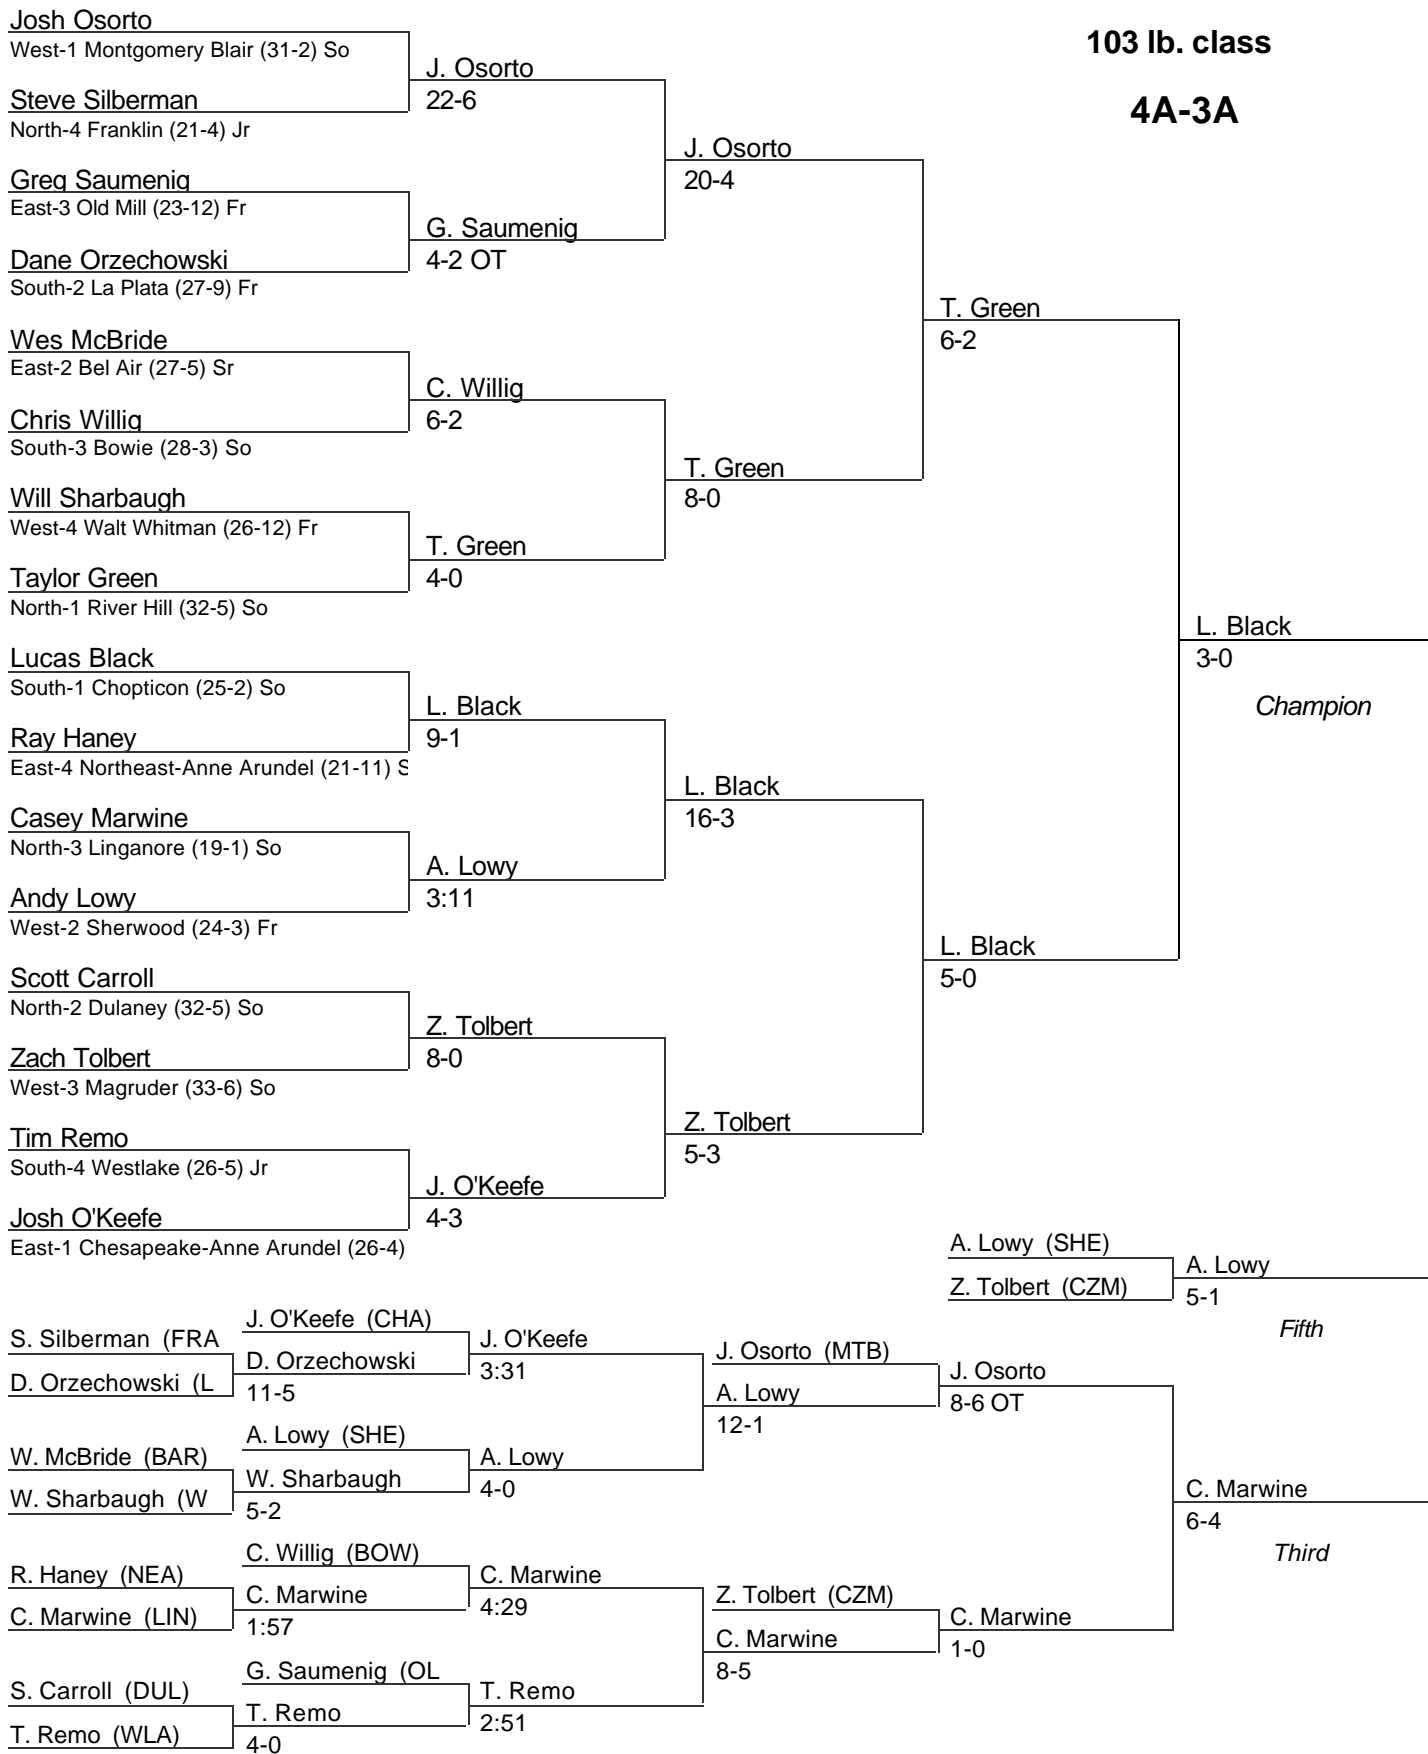 103 lb. class
4A-3A
Josh Osorto
West-1 Montgomery Blair (31-2) So
Steve Silberman
North-4 Franklin (21-4) Jr
Greg Saumenig
East-3 Old Mill (23-12) Fr
Dane Orzechowski
South-2 La Plata (27-9) Fr
Wes McBride
East-2 Bel Air (27-5) Sr
Chris Willig
South-3 Bowie (28-3) So
Will Sharbaugh
West-4 Walt Whitman (26-12) Fr
Taylor Green
North-1 River Hill (32-5) So
Lucas Black
South-1 Chopticon (25-2) So
Ray Haney
East-4 Northeast-Anne Arundel (21-11) S
Casey Marwine
North-3 Linganore (19-1) So
Andy Lowy
West-2 Sherwood (24-3) Fr
Scott Carroll
North-2 Dulaney (32-5) So
Zach Tolbert
West-3 Magruder (33-6) So
Tim Remo
South-4 Westlake (26-5) Jr
Josh O'Keefe
East-1 Chesapeake-Anne Arundel (26-4)
J. Osorto
22-6
G. Saumenig
4-2 OT
C. Willig
6-2
T. Green
4-0
L. Black
9-1
A. Lowy
3:11
Z. Tolbert
8-0
J. O'Keefe
4-3
J. Osorto
20-4
T. Green
8-0
L. Black
16-3
Z. Tolbert
5-3
T. Green
6-2
L. Black
5-0
L. Black
3-0
Champion
A. Lowy (SHE)
Z. Tolbert (CZM)
A. Lowy
5-1
Fifth
S. Silberman (FRA
D. Orzechowski (L
W. McBride (BAR)
W. Sharbaugh (W
R. Haney (NEA)
C. Marwine (LIN)
S. Carroll (DUL)
T. Remo (WLA)
J. O'Keefe (CHA)
D. Orzechowski
11-5
A. Lowy (SHE)
W. Sharbaugh
5-2
C. Willig (BOW)
C. Marwine
1:57
G. Saumenig (OL
T. Remo
4-0
J. O'Keefe
3:31
A. Lowy
4-0
C. Marwine
4:29
T. Remo
2:51
J. Osorto (MTB)
A. Lowy
12-1
Z. Tolbert (CZM)
C. Marwine
8-5
J. Osorto
8-6 OT
C. Marwine
1-0
C. Marwine
6-4
Third